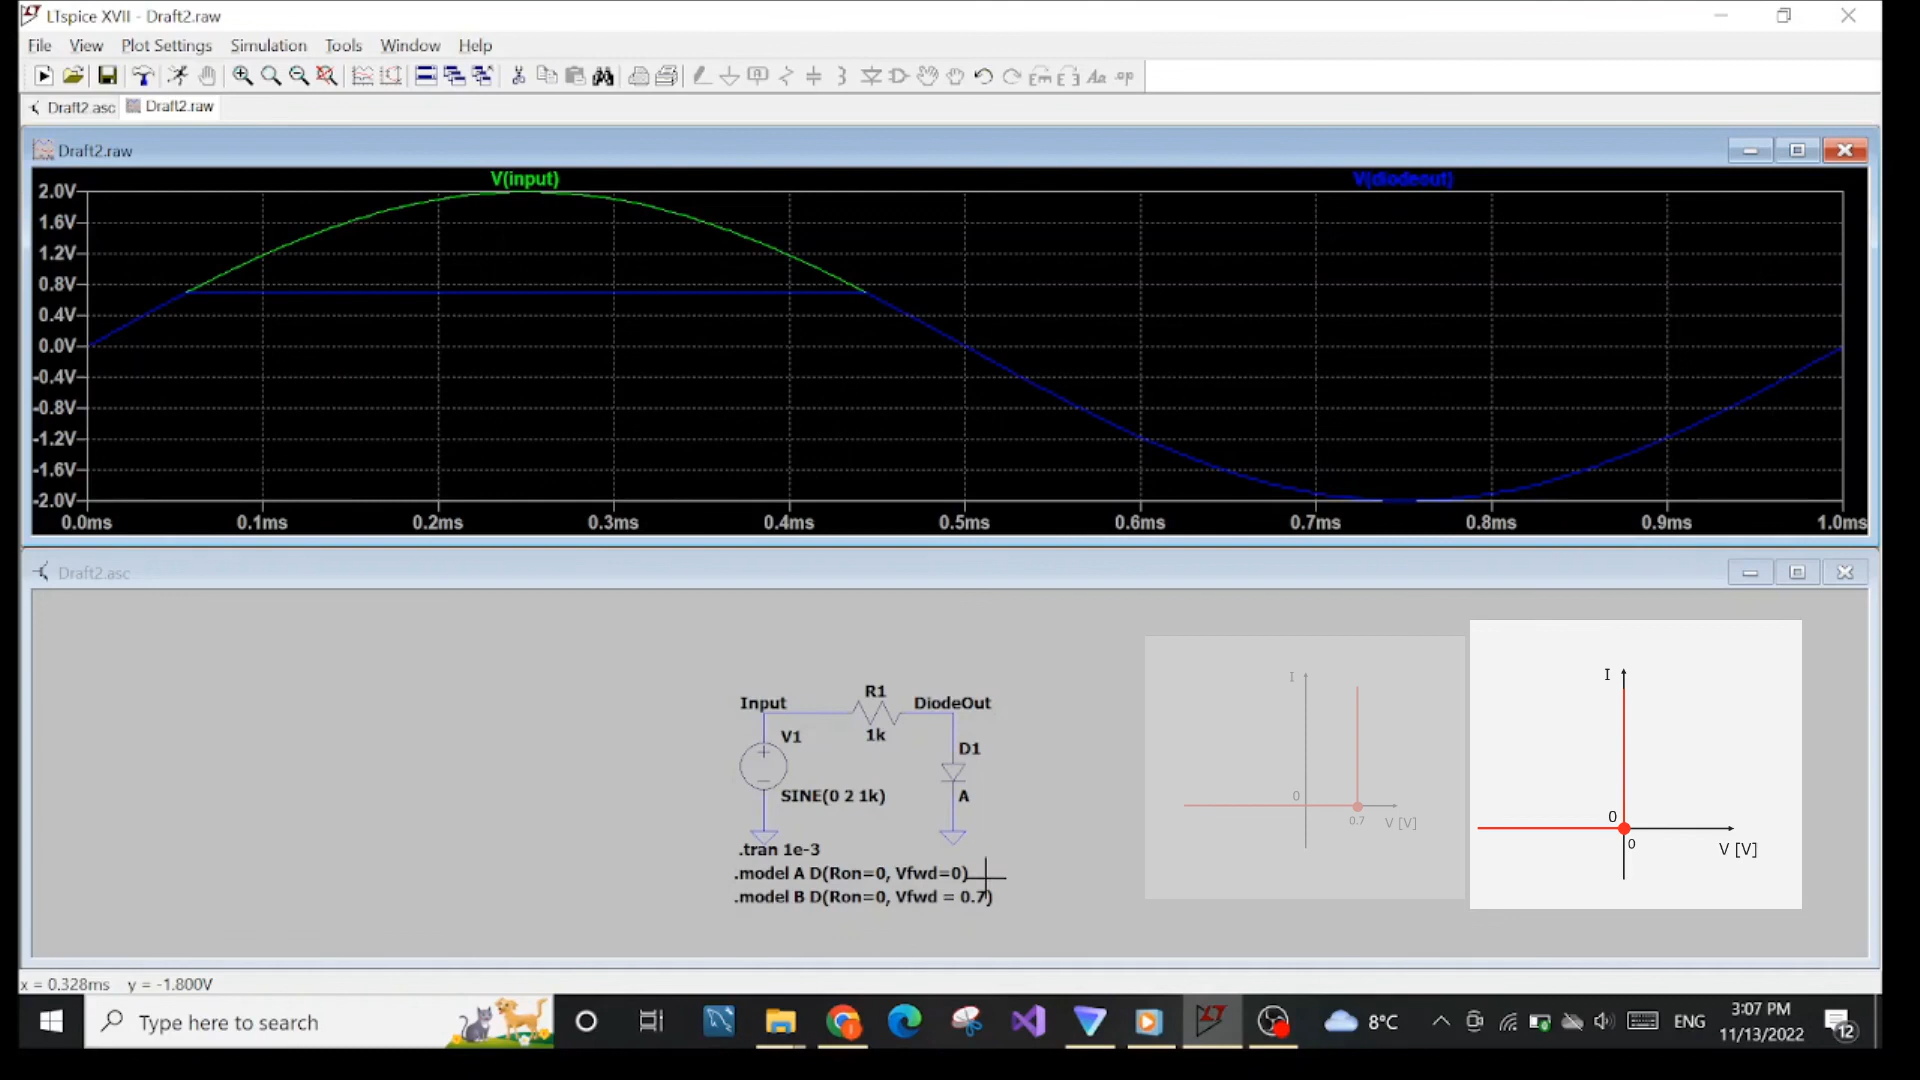 LTspice XVII - Draft2.raw
File View Plot Settings Simulation Tools Window Help
Draft2.asc Draft2.raw
Draft2.raw
V(input) V(diodeout)
2.0V
1.6V
1.2V
0.8V
0.4V
0.0V
-0.4V
-0.8V
-1.2V
-1.6V
-2.0V
0.0ms 0.1ms 0.2ms 0.3ms 0.4ms 0.5ms 0.6ms 0.7ms 0.8ms 0.9ms 1.0ms
Draft2.asc
Input R1 DiodeOut
V1 1k
D1
SINE(0 2 1k) A
.tran 1e-3
.model A D(Ron=0, Vfwd=0)
.model B D(Ron=0, Vfwd = 0.7)
I
0
0.7 V [V]
I
0
0
V [V]
x = 0.328ms y = -1.800V
Type here to search
8°C
ENG
3:07 PM
11/13/2022
12